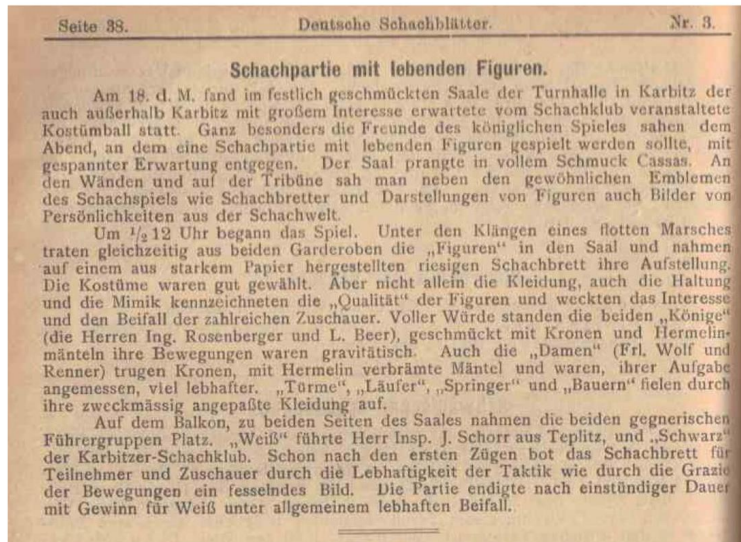 Seite 38. Deutsche Schachblätter. Nr. 3.
Schachpartie mit lebenden Figuren.
Am 18. d. M. fand im festlich geschmückten Saale der Turnhalle in Karbitz der
auch außerhalb Karbitz mit großem Interesse erwartete vom Schachklub veranstaltete
Kostümball statt. Ganz besonders die Freunde des königlichen Spieles sahen dem
Abend, an dem eine Schachpartie mit lebenden Figuren gespielt werden sollte, mit
gespannter Erwartung entgegen. Der Saal prangte in vollem Schmuck Cassas. An
den Wänden und auf der Tribüne sah man neben den gewöhnlichen Emblemen
des Schachspiels wie Schachbretter und Darstellungen von Figuren auch Bilder von
Persönlichkeiten aus der Schachwelt.
Um 1/2 12 Uhr begann das Spiel. Unter den Klängen eines flotten Marsches
traten gleichzeitig aus beiden Garderoben die „Figuren" in den Saal und nahmen
auf einem aus starkem Papier hergestellten riesigen Schachbrett ihre Aufstellung.
Die Kostüme waren gut gewählt. Aber nicht allein die Kleidung, auch die Haltung
und die Mimik kennzeichneten die „Qualität" der Figuren und weckten das Interesse
und den Beifall der zahlreichen Zuschauer. Voller Würde standen die beiden „Könige"
(die Herren Ing. Rosenberger und L. Beer), geschmückt mit Kronen und Hermelin-
mänteln ihre Bewegungen waren gravitätisch. Auch die „Damen" (Frl. Wolf und
Renner) trugen Kronen, mit Hermelin verbrämte Mäntel und waren, ihrer Aufgabe
angemessen, viel lebhafter. „Türme", „Läufer", „Springer" und „Bauern" fielen durch
ihre zweckmässig angepaßte Kleidung auf.
Auf dem Balkon, zu beiden Seiten des Saales nahmen die beiden gegnerischen
Führergruppen Platz. „Weiß" führte Herr Insp. J. Schorr aus Teplitz, und „Schwarz"
der Karbitzer-Schachklub. Schon nach den ersten Zügen bot das Schachbrett für
Teilnehmer und Zuschauer durch die Lebhaftigkeit der Taktik wie durch die Grazie
der Bewegungen ein fesselndes Bild. Die Partie endigte nach einstündiger Dauer
mit Gewinn für Weiß unter allgemeinem lebhaften Beifall.